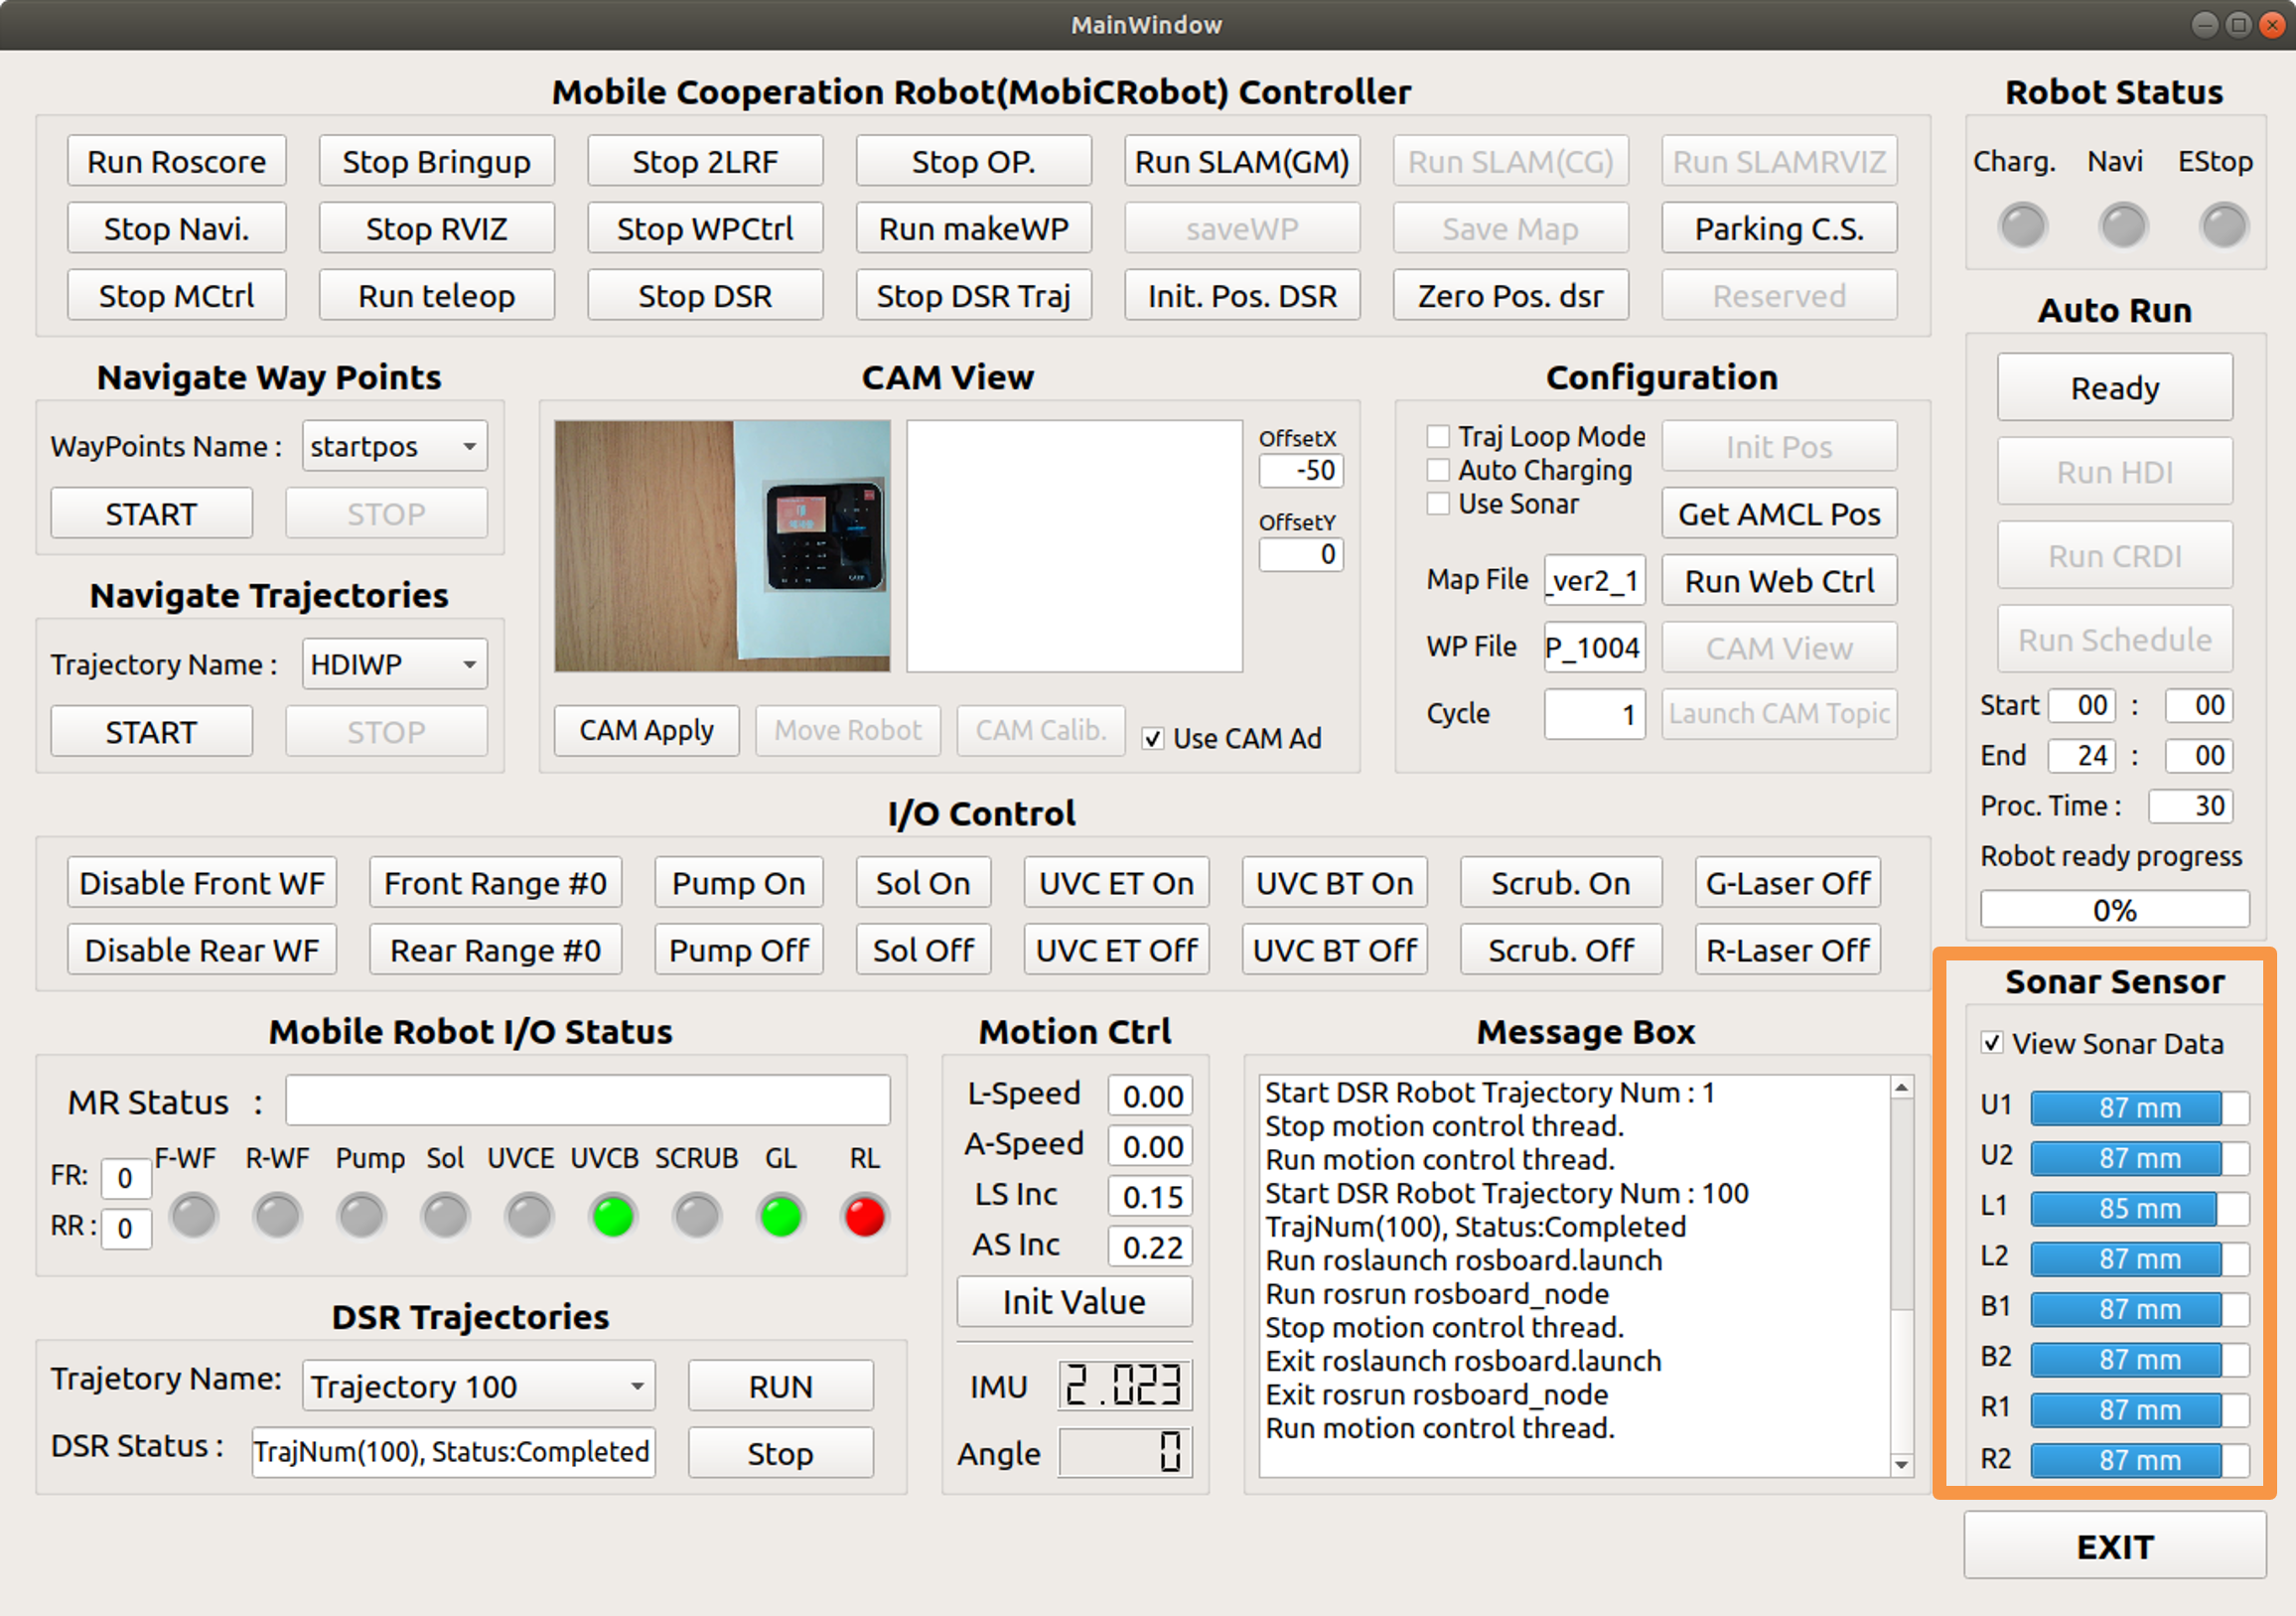 MainWindow
Mobile Cooperation Robot(MobiCRobot) Controller
Run Roscore Stop Bringup Stop 2LRF Stop OP. Run SLAM(GM) Run SLAM(CG) Run SLAMRVIZ
Stop Navi. Stop RVIZ Stop WPCtrl Run makeWP saveWP Save Map Parking C.S.
Stop MCtrl Run teleop Stop DSR Stop DSR Traj Init. Pos. DSR Zero Pos. dsr Reserved
Robot Status
Charg. Navi EStop
Navigate Way Points
WayPoints Name : startpos
START STOP
Navigate Trajectories
Trajectory Name : HDIWP
START STOP
CAM View
OffsetX
-50
OffsetY
0
CAM Apply Move Robot CAM Calib. Use CAM Ad
Configuration
Traj Loop Mode
Auto Charging
Use Sonar
Init Pos
Get AMCL Pos
Map File _ver2_1 Run Web Ctrl
WP File P_1004 CAM View
Cycle 1 Launch CAM Topic
Auto Run
Ready
Run HDI
Run CRDI
Run Schedule
Start 00 : 00
End 24 : 00
Proc. Time : 30
Robot ready progress
0%
I/O Control
Disable Front WF Front Range #0 Pump On Sol On UVC ET On UVC BT On Scrub. On G-Laser Off
Disable Rear WF Rear Range #0 Pump Off Sol Off UVC ET Off UVC BT Off Scrub. Off R-Laser Off
Mobile Robot I/O Status
MR Status :
F-WF R-WF Pump Sol UVCE UVCB SCRUB GL RL
FR: 0
RR : 0
DSR Trajectories
Trajetory Name: Trajectory 100 RUN
DSR Status : TrajNum(100), Status:Completed Stop
Motion Ctrl
L-Speed 0.00
A-Speed 0.00
LS Inc 0.15
AS Inc 0.22
Init Value
IMU 2.023
Angle 0
Message Box
Start DSR Robot Trajectory Num : 1
Stop motion control thread.
Run motion control thread.
Start DSR Robot Trajectory Num : 100
TrajNum(100), Status:Completed
Run roslaunch rosboard.launch
Run rosrun rosboard_node
Stop motion control thread.
Exit roslaunch rosboard.launch
Exit rosrun rosboard_node
Run motion control thread.
Sonar Sensor
View Sonar Data
U1 87 mm
U2 87 mm
L1 85 mm
L2 87 mm
B1 87 mm
B2 87 mm
R1 87 mm
R2 87 mm
EXIT